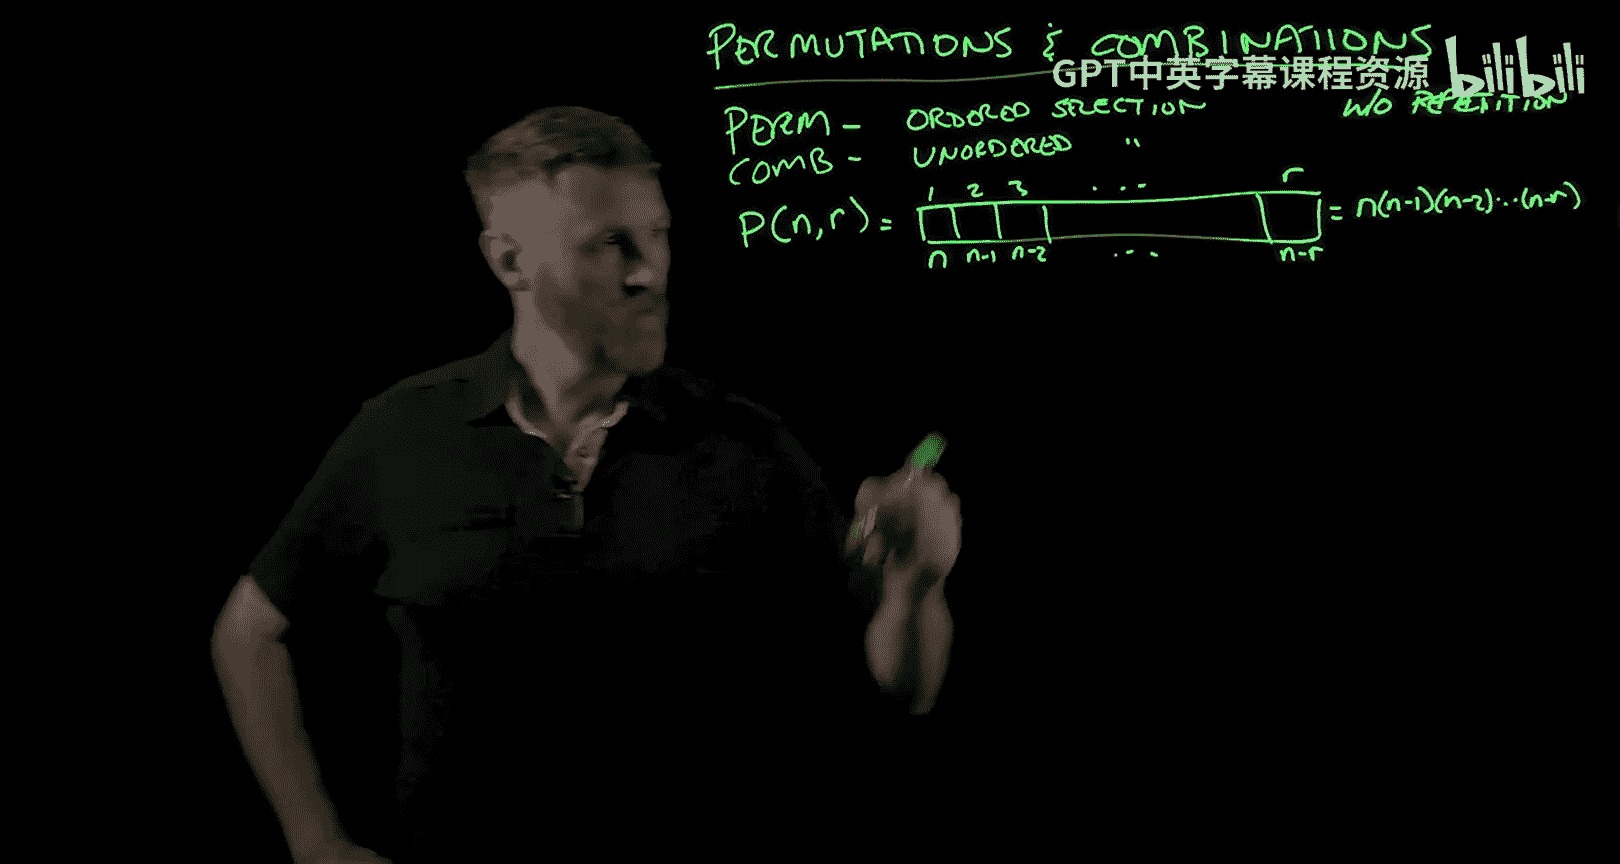 PERMUTATIONS & COMBINATIONS
GPT中英字幕课程资源 bilibili
PERM - ORDERED SELECTION W/O REPETITION
COMB - UNORDERED "
1 2 3 ... r
P(n,r) = = n(n-1)(n-2)...(n-r)
n n-1 n-2 ... n-r